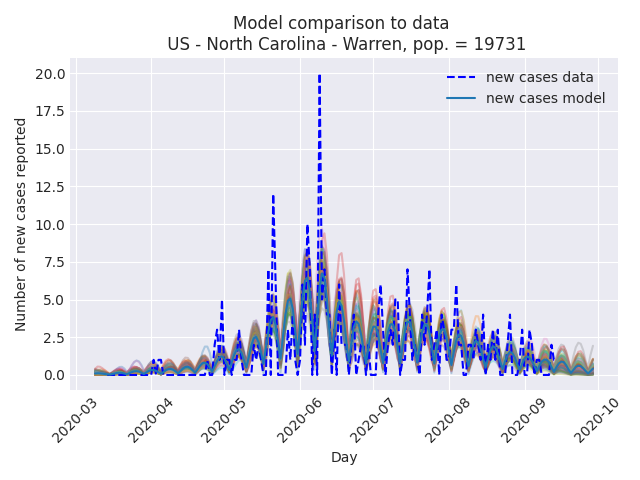 Model comparison to data
US - North Carolina - Warren, pop. = 19731
new cases data
new cases model
Number of new cases reported
20.0
17.5
15.0
12.5
10.0
7.5
5.0
2.5
0.0
2020-03
2020-04
2020-05
2020-06
2020-07
2020-08
2020-09
2020-10
Day